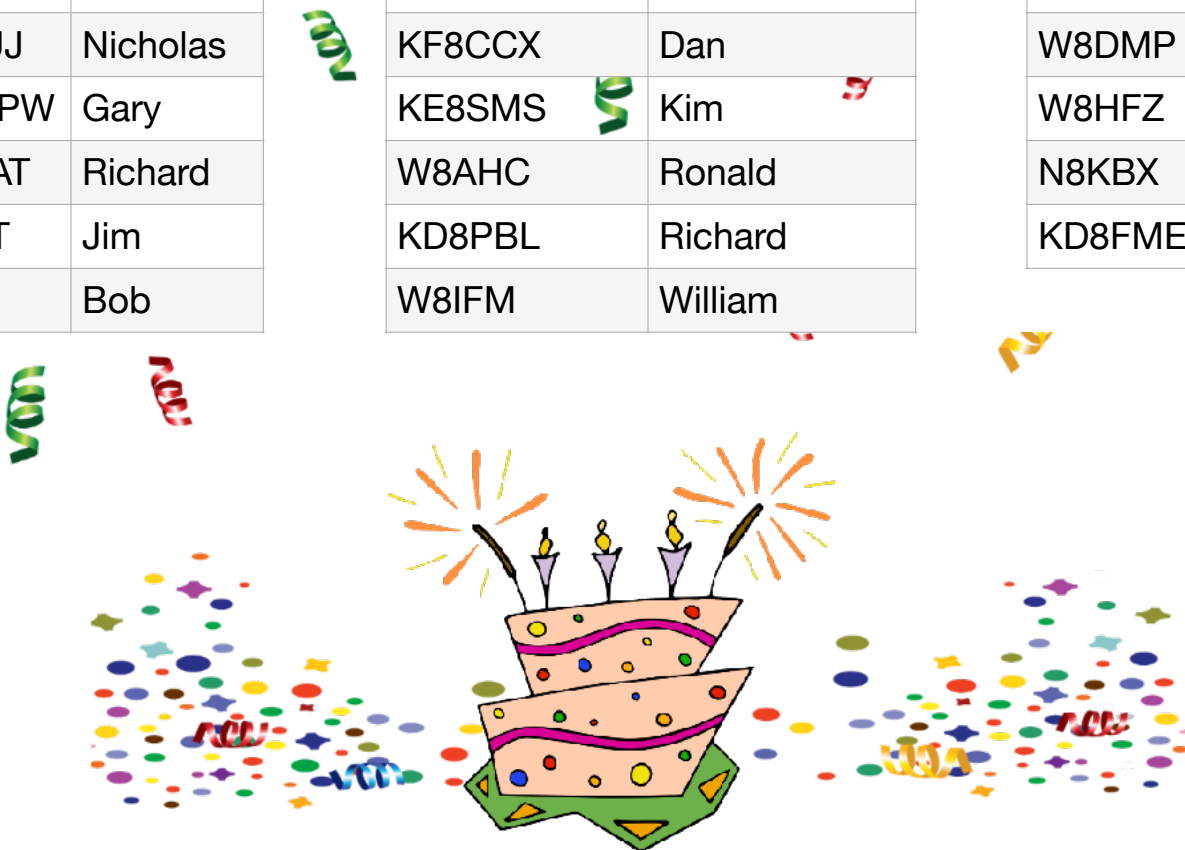 Nicholas KF8CCX Dan W8DMP
Gary KE8SMS Kim W8HFZ
Richard W8AHC Ronald N8KBX
Jim KD8PBL Richard KD8FME
Bob W8IFM William